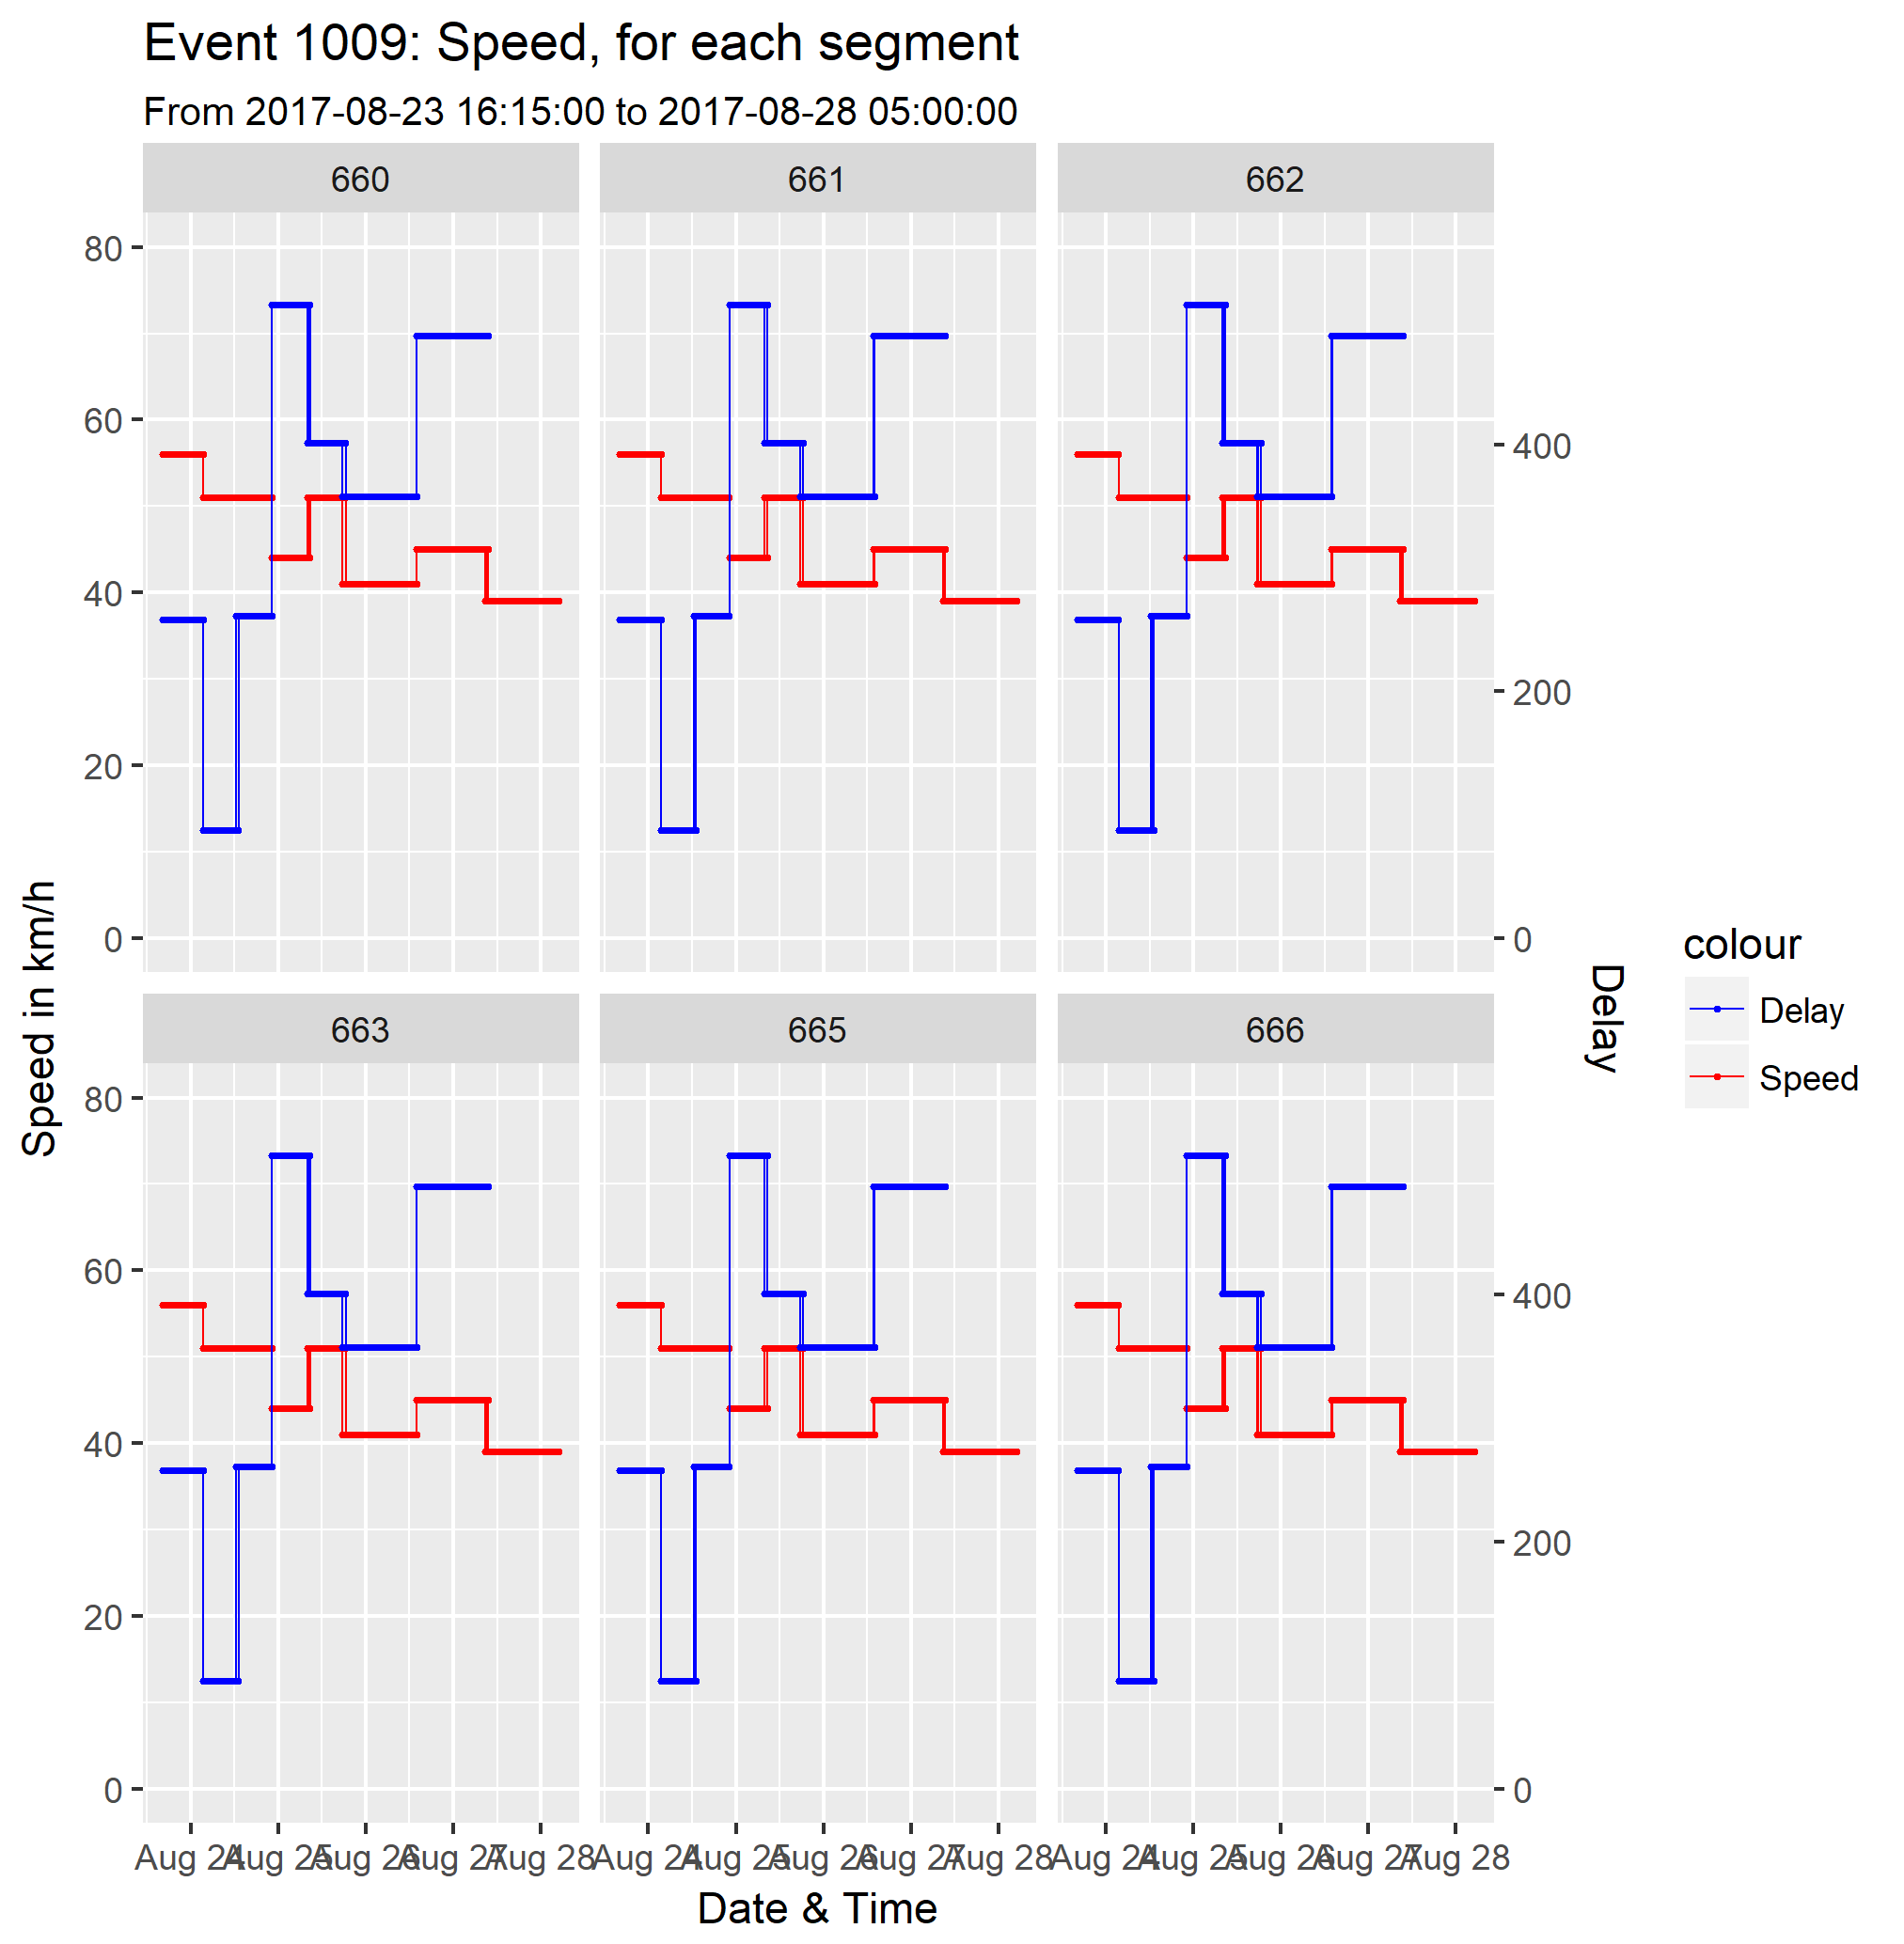 Event 1009: Speed, for each segment
From 2017-08-23 16:15:00 to 2017-08-28 05:00:00
660 661 662
80
60
40
20
0
400
200
0
663 665 666
80
60
40
20
0
400
200
0
Aug 24 Aug 25 Aug 26 Aug 27 Aug 28 Aug 24 Aug 25 Aug 26 Aug 27 Aug 28 Aug 24 Aug 25 Aug 26 Aug 27 Aug 28
Date & Time
Speed in km/h
Delay
colour
Delay
Speed